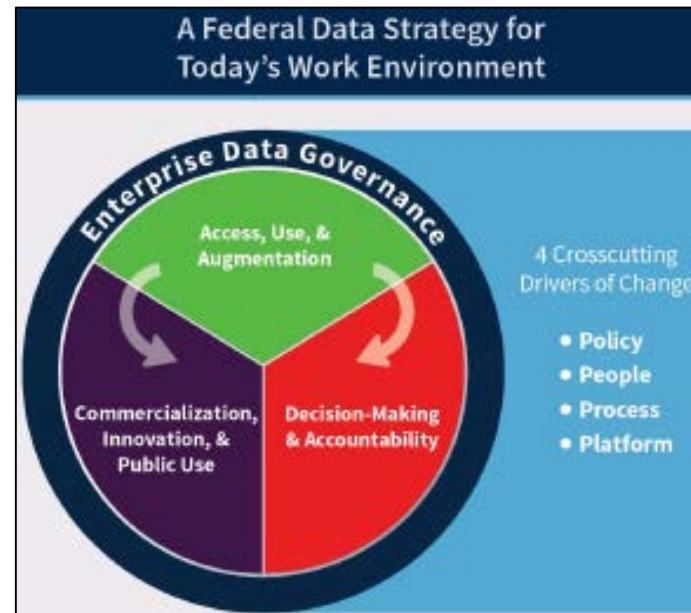 A Federal Data Strategy for
Today's Work Environment
Enterprise Data Governance
Access, Use, &
Augmentation
Commercialization,
Innovation, &
Public Use
Decision-Making
& Accountability
4 Crosscutting
Drivers of Change
• Policy
• People
• Process
• Platform